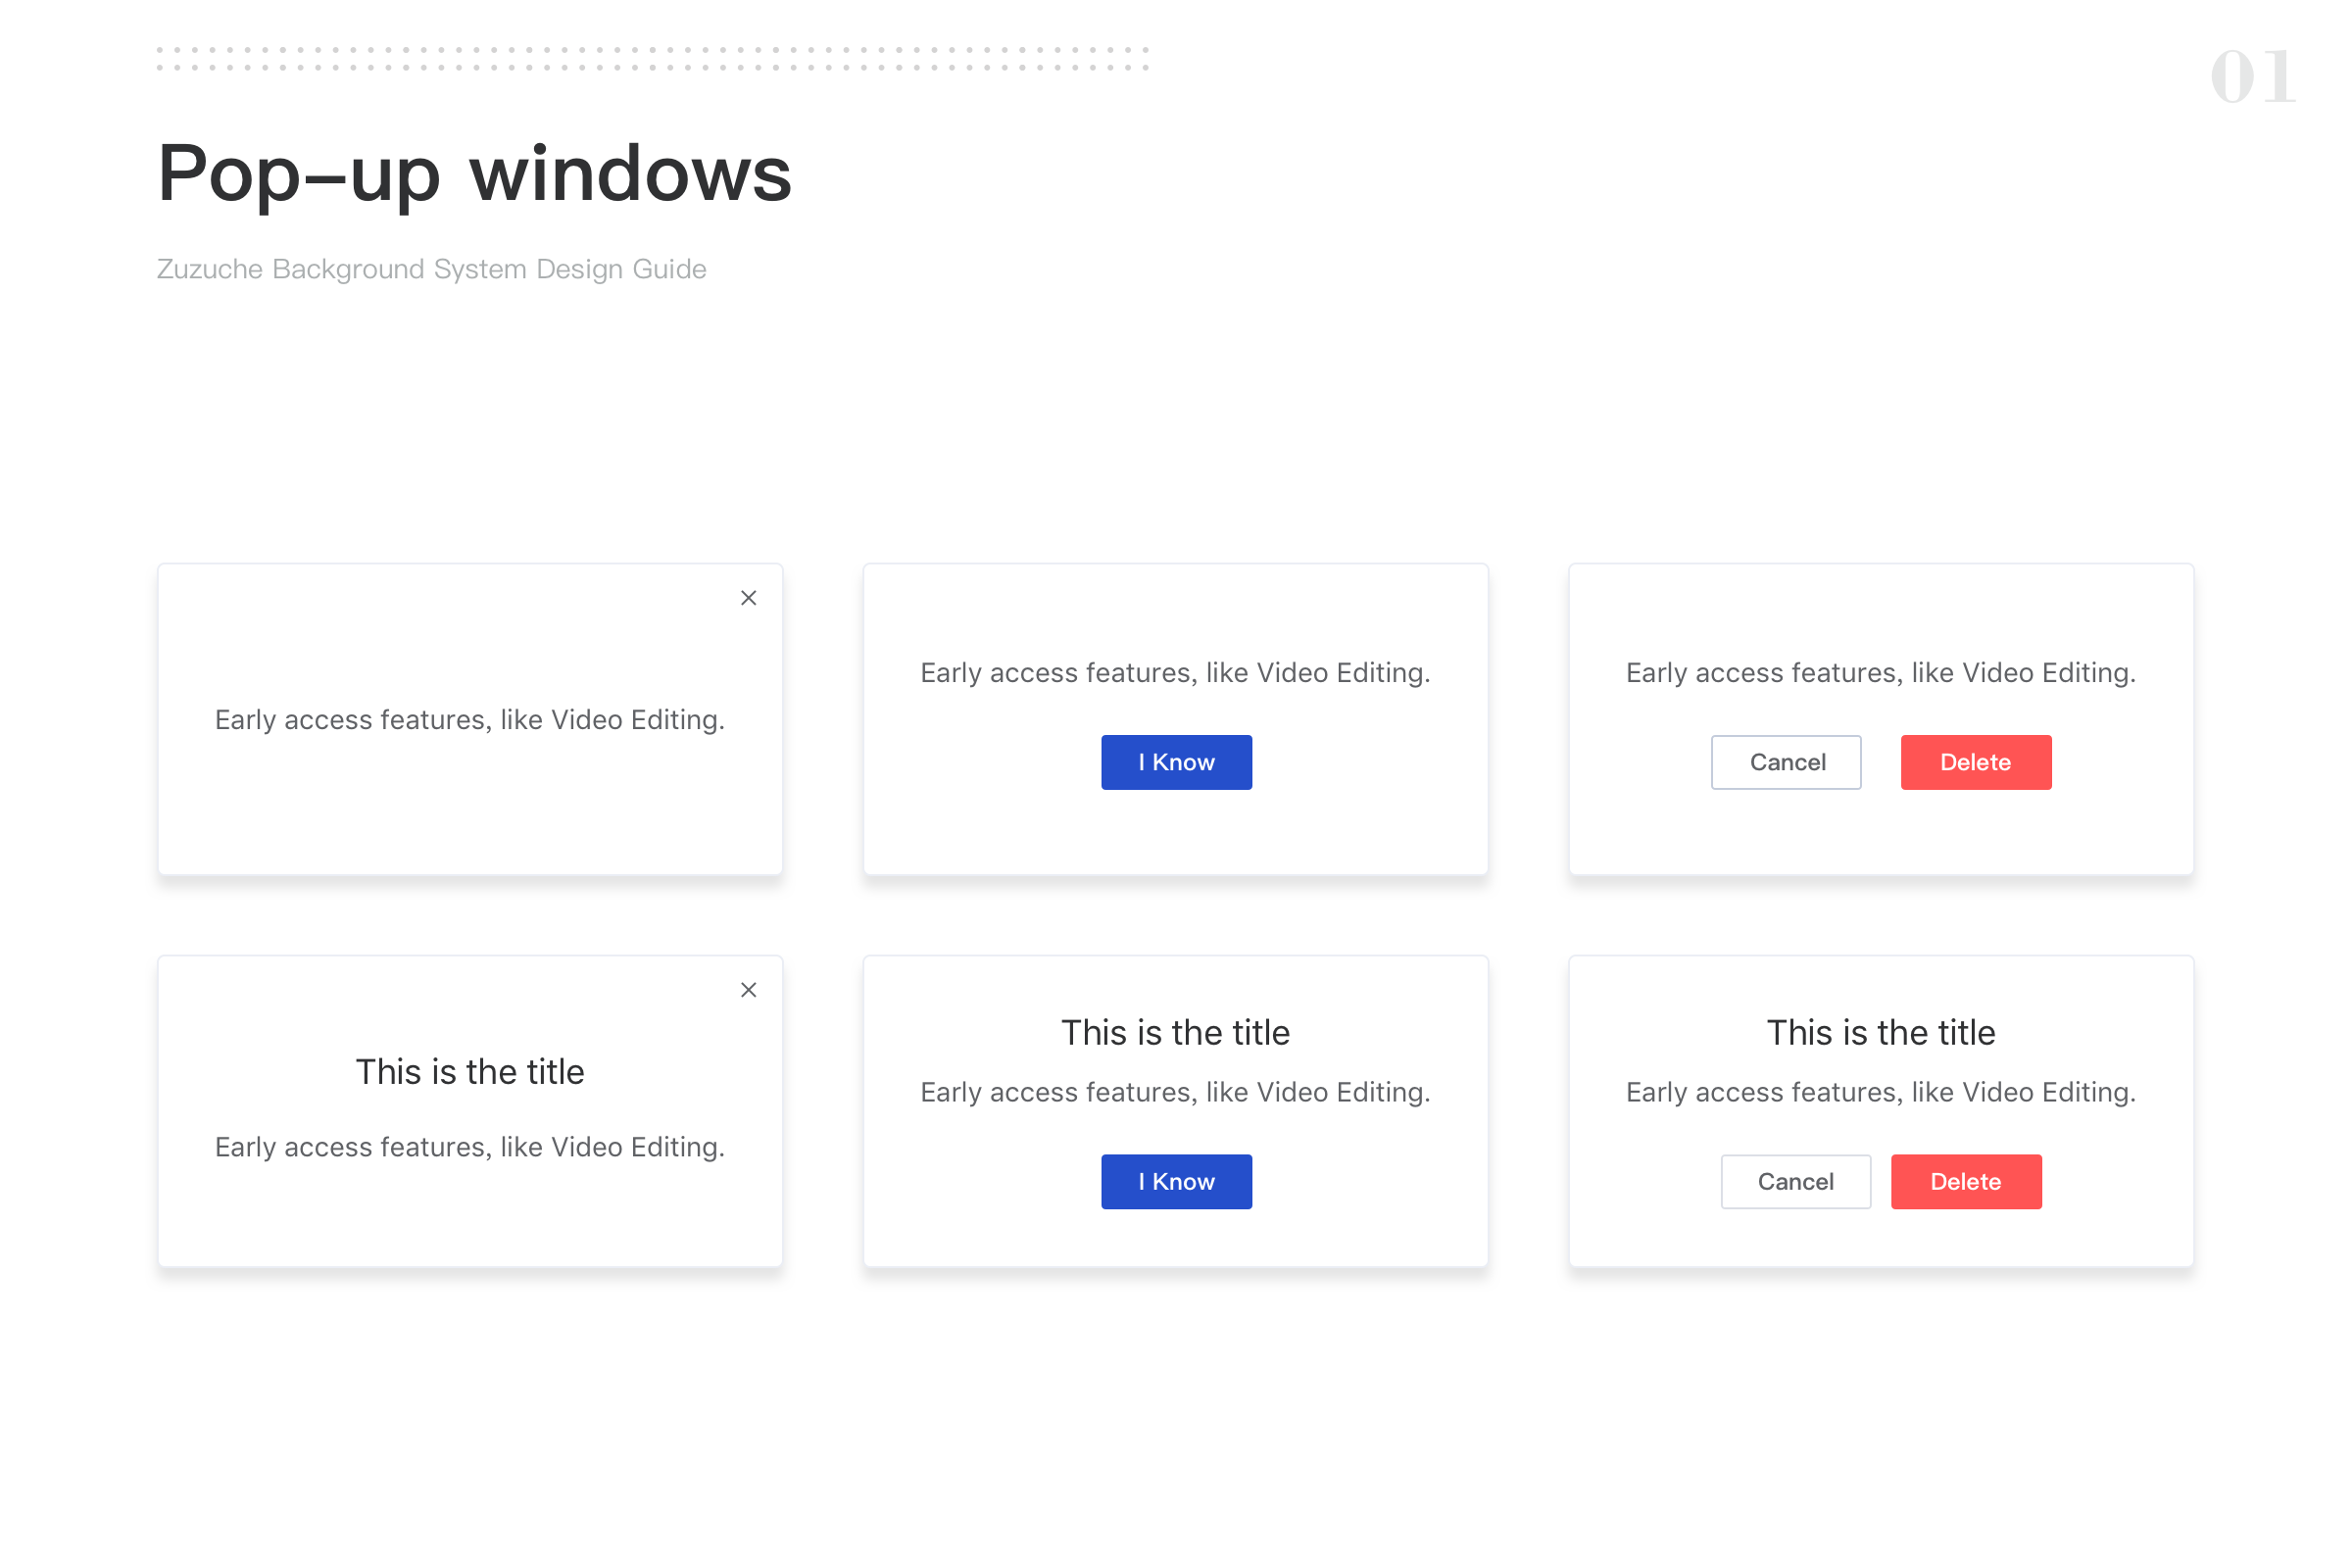 01
Pop-up windows
Zuzuche Background System Design Guide
Early access features, like Video Editing.
Early access features, like Video Editing.
I Know
Early access features, like Video Editing.
Cancel
Delete
This is the title
Early access features, like Video Editing.
This is the title
Early access features, like Video Editing.
I Know
This is the title
Early access features, like Video Editing.
Cancel
Delete